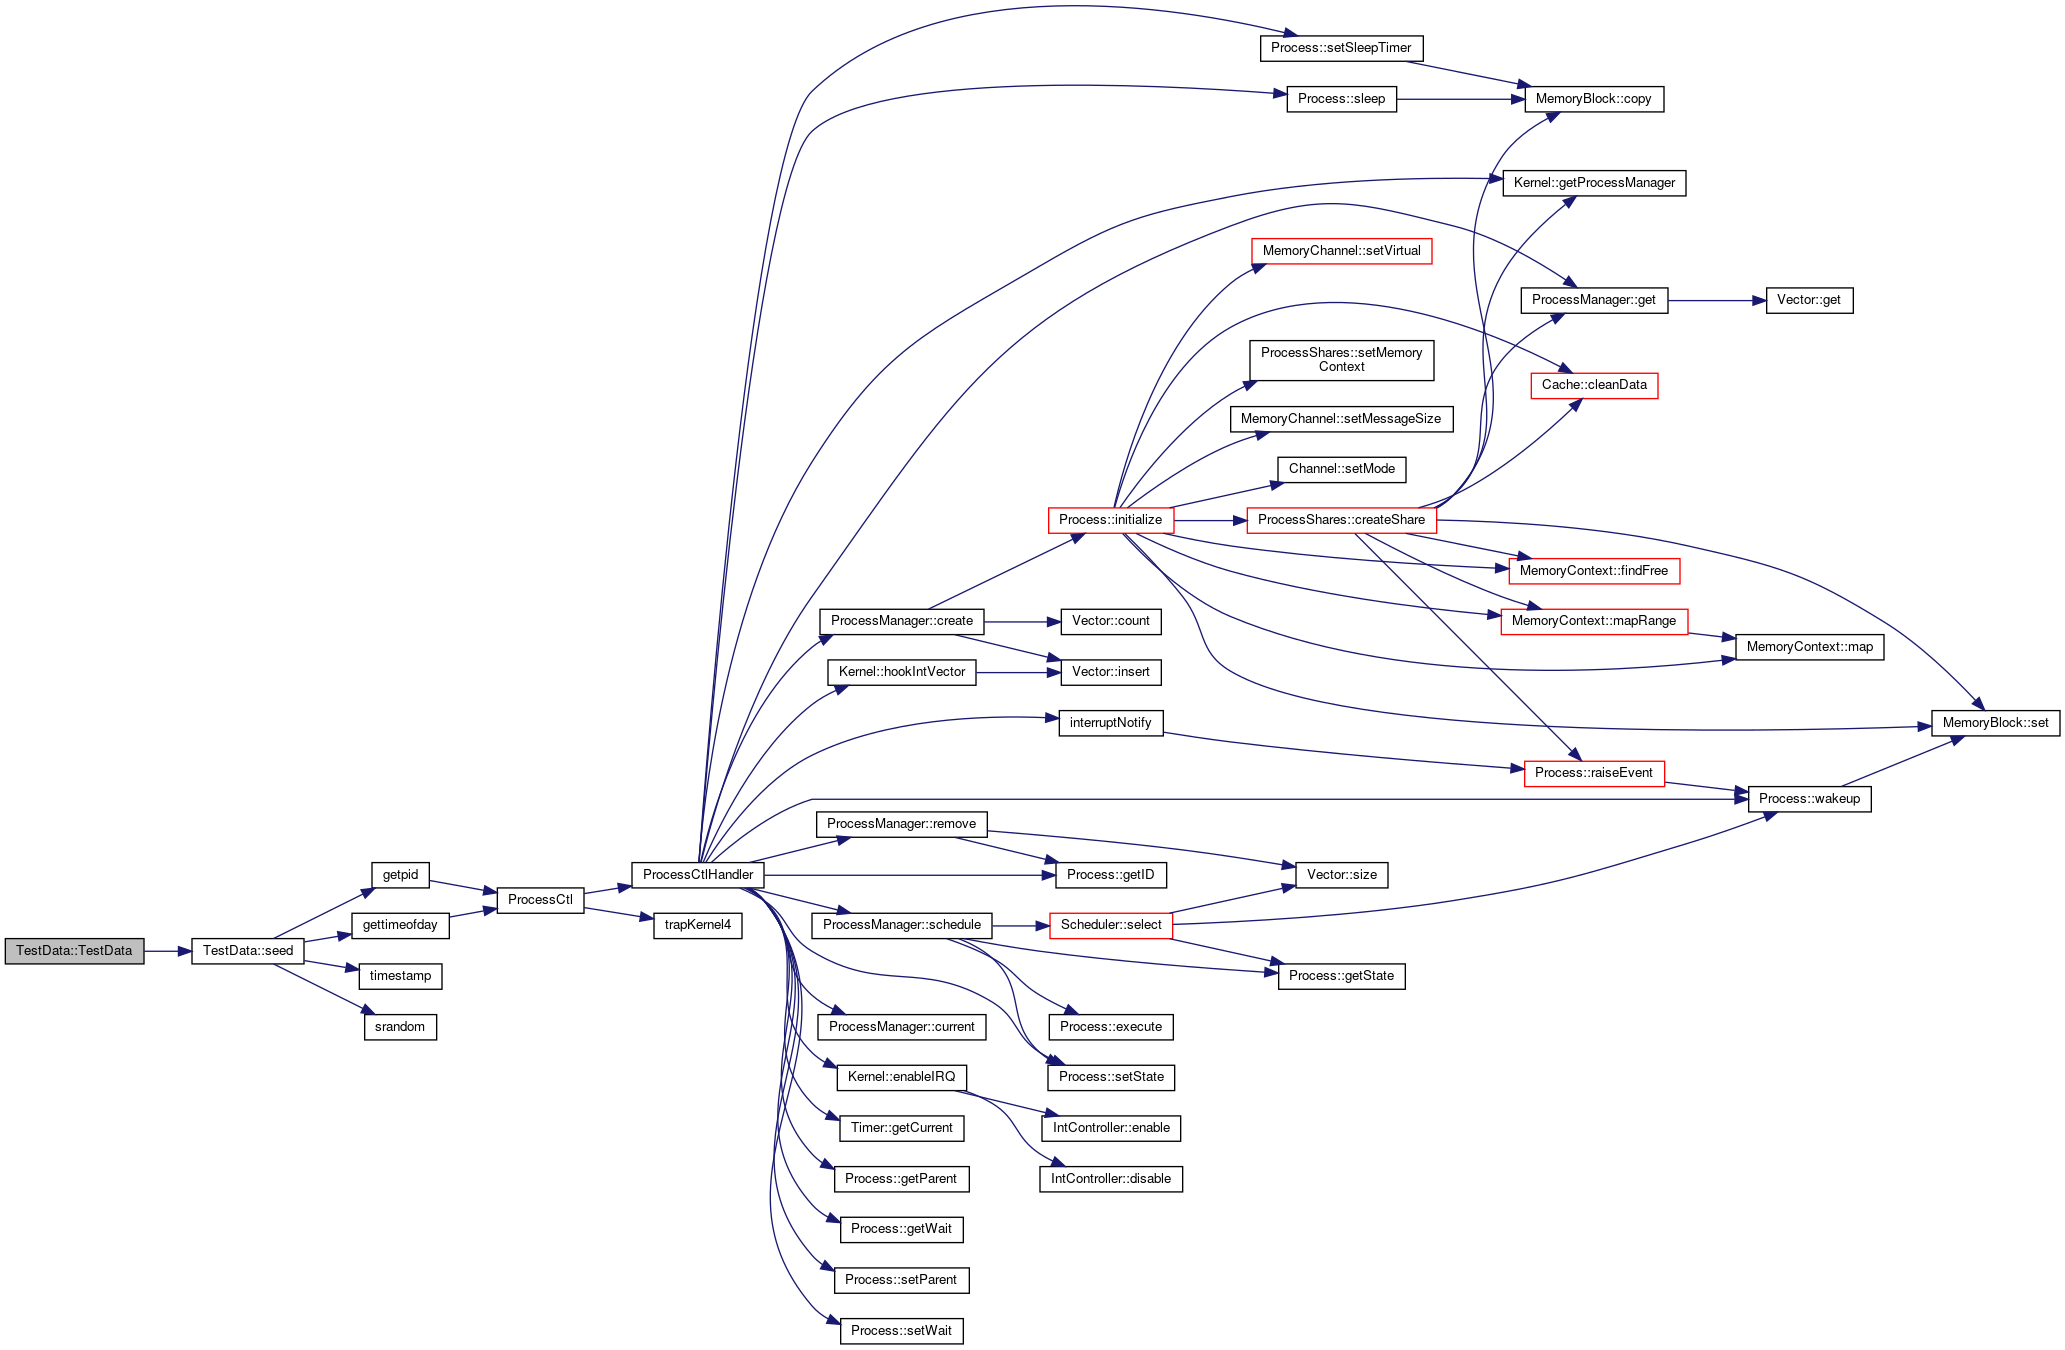 Process::setSleepTimer
Process::sleep
MemoryBlock::copy
Kernel::getProcessManager
MemoryChannel::setVirtual
ProcessManager::get
Vector::get
ProcessShares::setMemory
Context
Cache::cleanData
MemoryChannel::setMessageSize
Channel::setMode
Process::initialize
ProcessShares::createShare
MemoryContext::findFree
ProcessManager::create
Vector::count
MemoryContext::mapRange
MemoryContext::map
Kernel::hookIntVector
Vector::insert
interruptNotify
MemoryBlock::set
Process::raiseEvent
Process::wakeup
ProcessManager::remove
getpid
ProcessCtlHandler
Process::getID
Vector::size
ProcessCtl
gettimeofday
trapKernel4
ProcessManager::schedule
Scheduler::select
TestData::TestData
TestData::seed
timestamp
Process::getState
srandom
ProcessManager::current
Process::execute
Kernel::enableIRQ
Process::setState
Timer::getCurrent
IntController::enable
Process::getParent
IntController::disable
Process::getWait
Process::setParent
Process::setWait